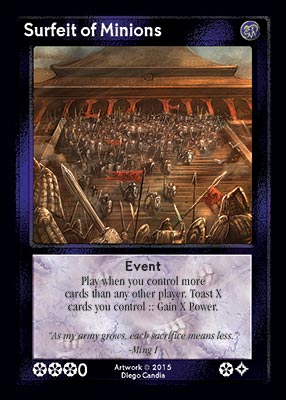 Surfeit of Minions
Event
Play when you control more
cards than any other player. Toast X
cards you control :: Gain X Power.
"As my army grows, each sacrifice means less."
-Ming I
0
Artwork © 2015
Diego Candia